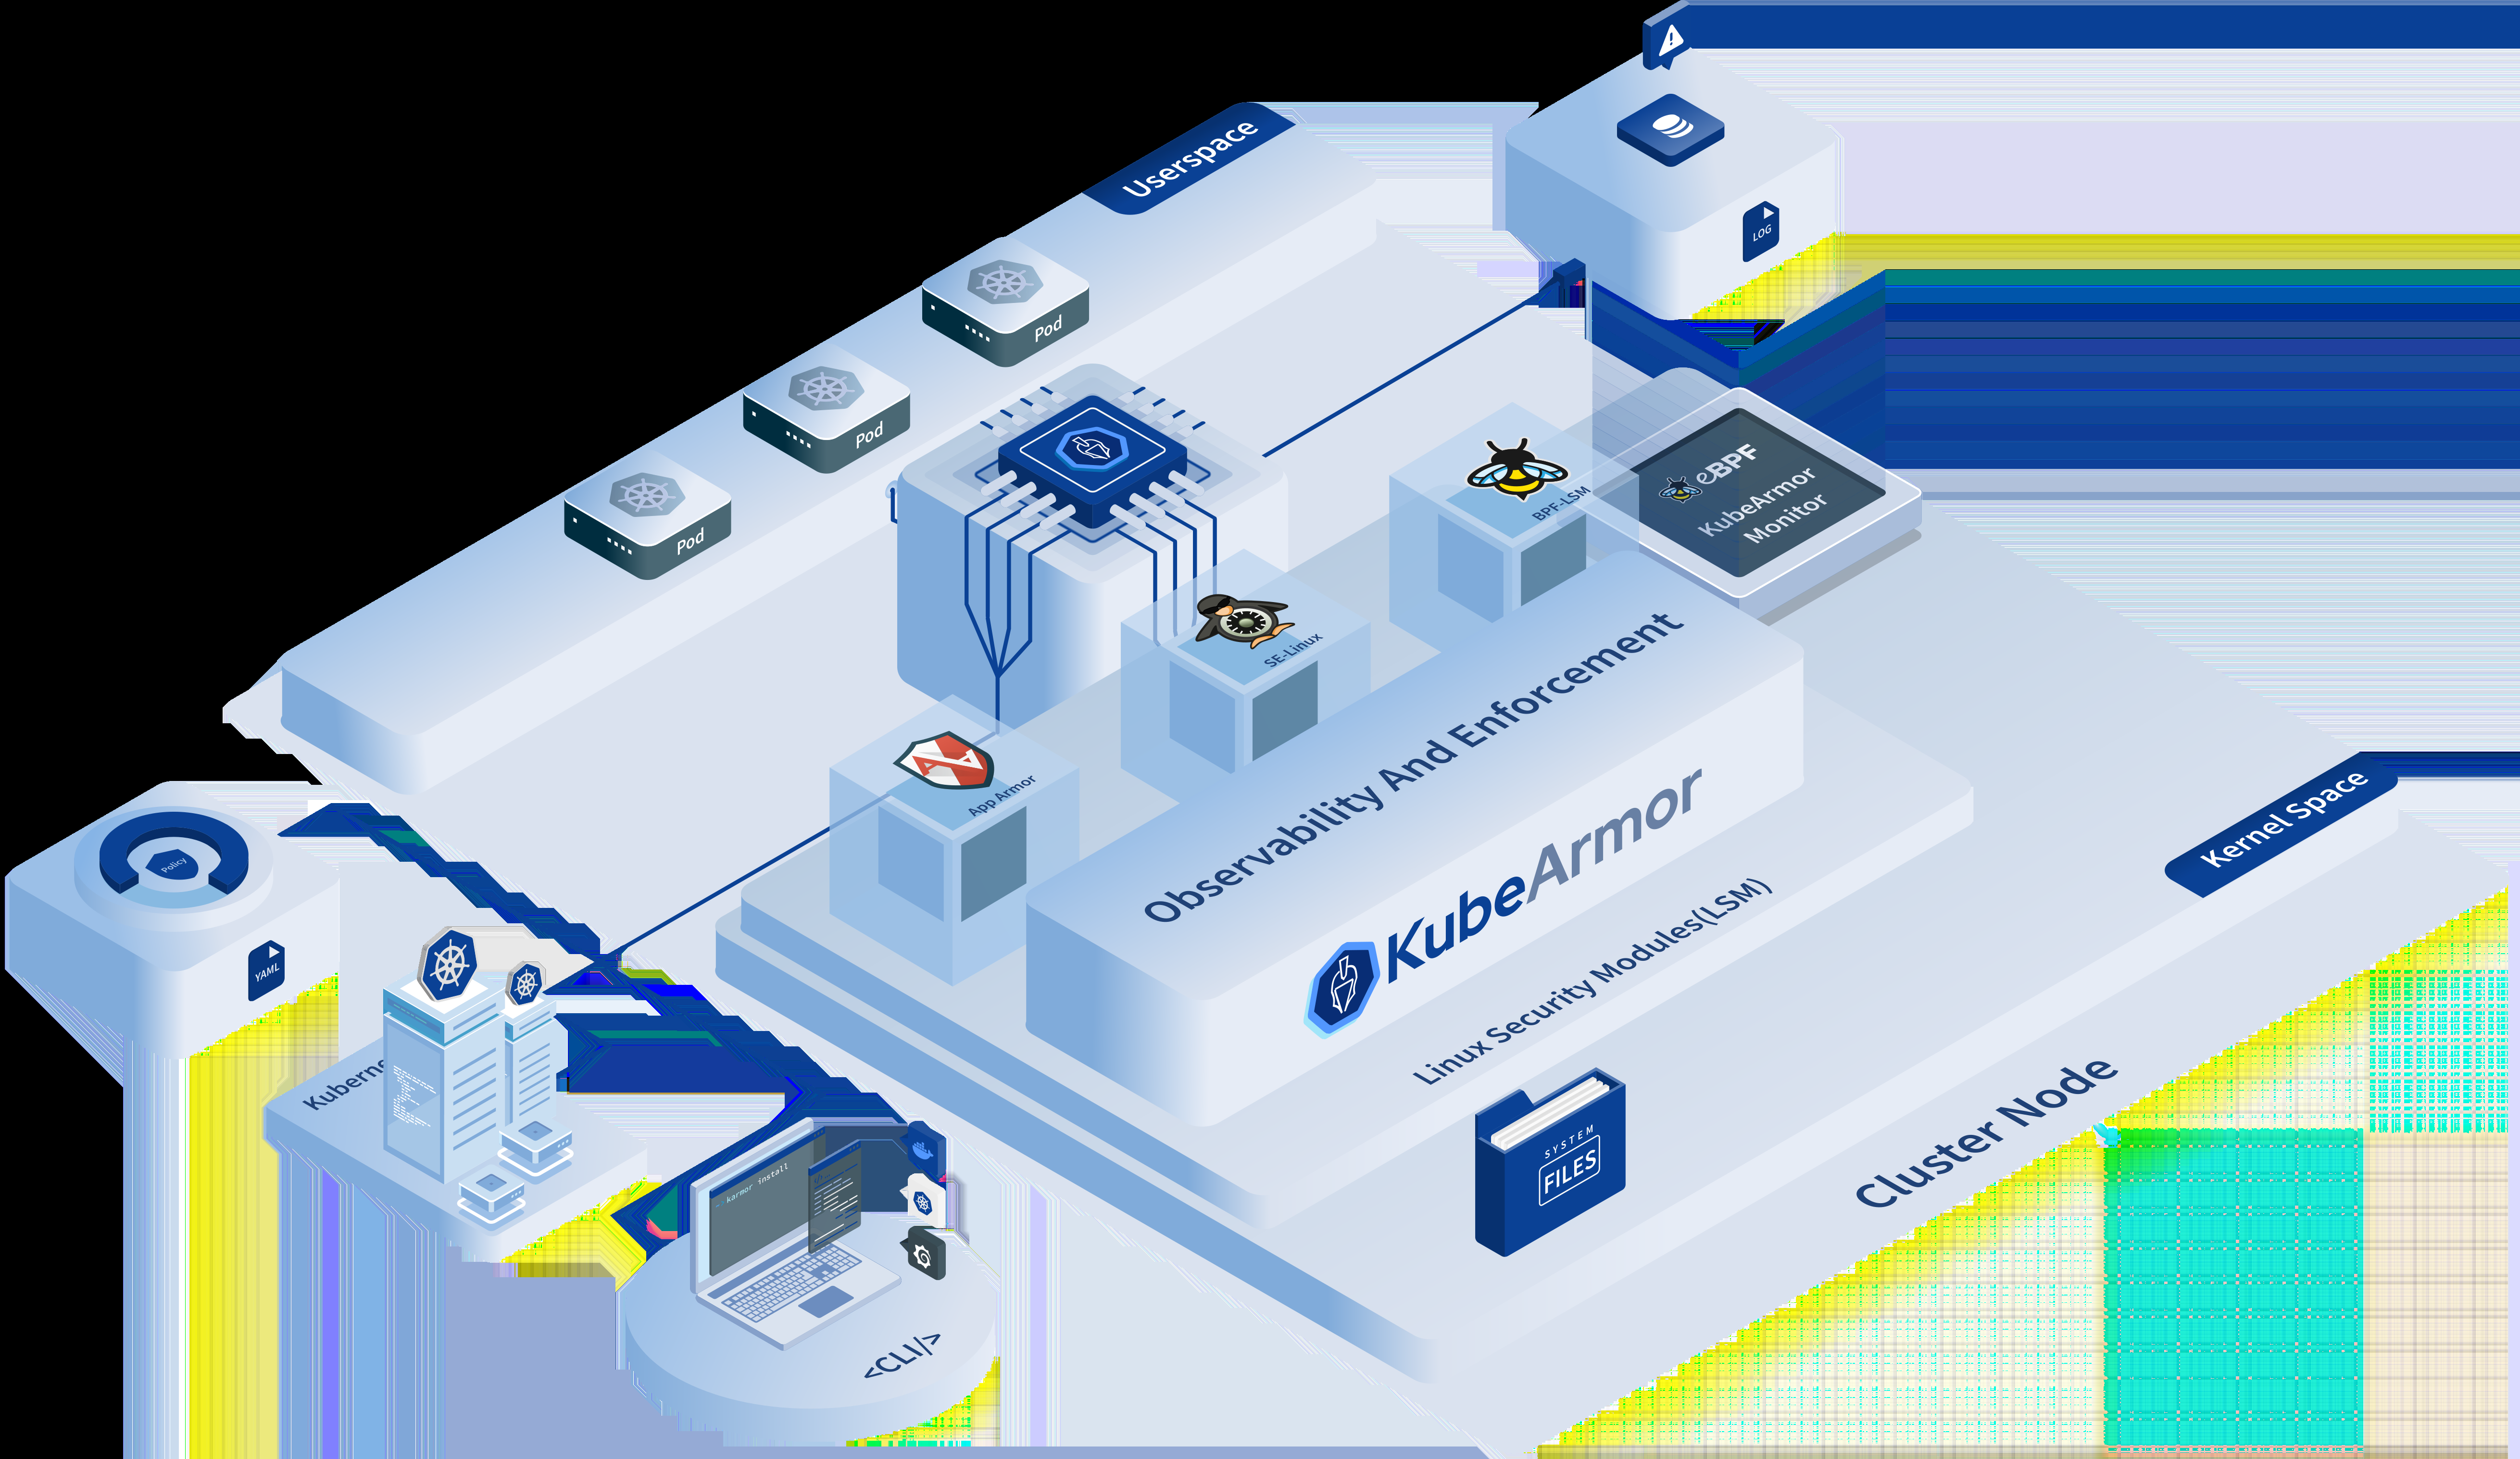 Userspace
LOG
Pod
Pod
Pod
eBPF
KubeArmor
Monitor
BPF-LSM
SE-Linux
App Armor
Observability And Enforcement
KubeArmor
Linux Security Modules(LSM)
Kernel Space
Policy
YAML
Kuberne
karmor install
SYSTEM
FILES
Cluster Node
<CLI/>